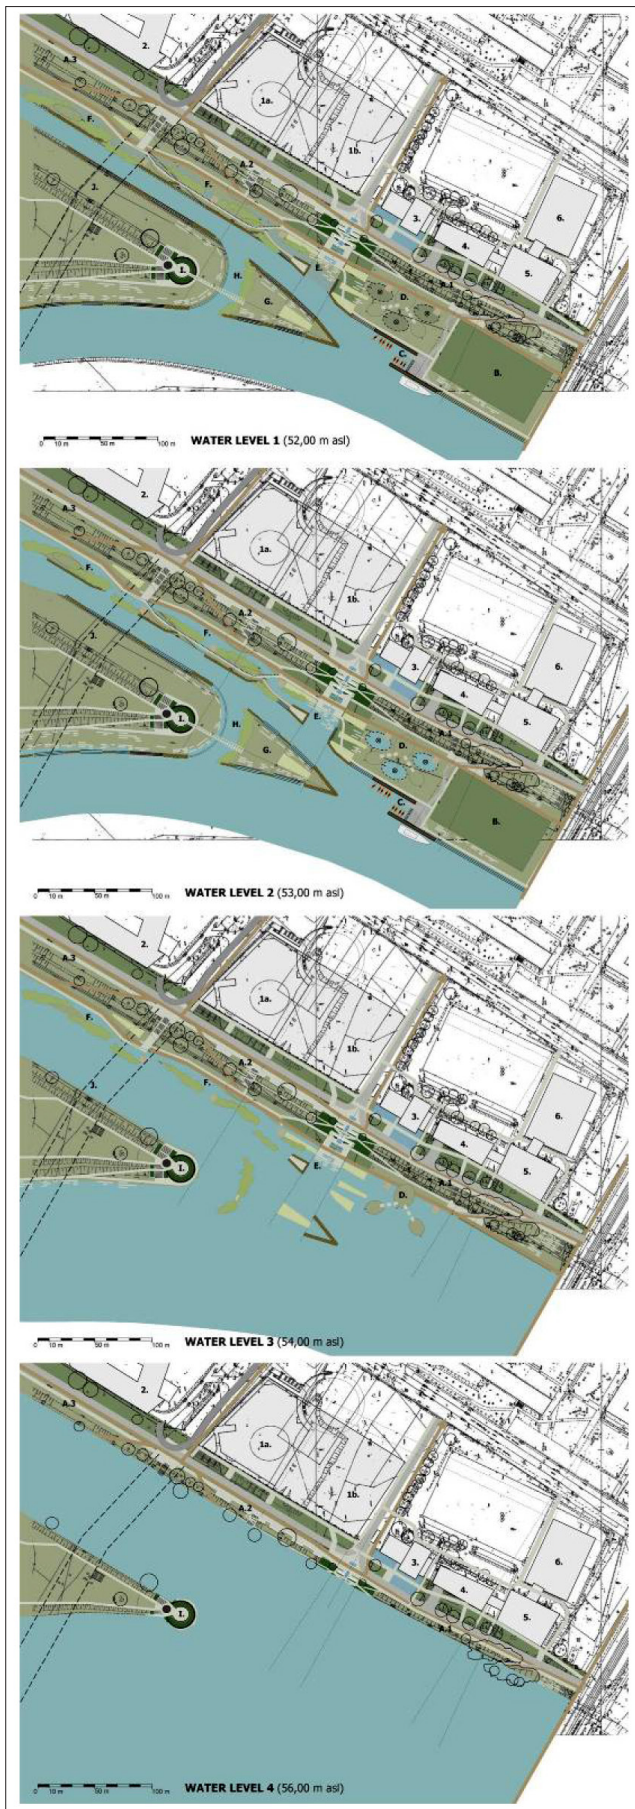 2.
A.3
1a.
F.
1b.
A.2
6.
J.
F.
3.
4.
I.
H.
E.
5.
A.1
G.
D.
C.
B.
0 10 m 50 m 100 m
WATER LEVEL 1 (52,00 m asl)
2.
A.3
1a.
F.
1b.
A.2
6.
J.
F.
3.
4.
I.
H.
E.
5.
A.1
G.
D.
C.
B.
0 10 m 50 m 100 m
WATER LEVEL 2 (53,00 m asl)
2.
A.3
1a.
F.
1b.
A.2
6.
J.
F.
3.
4.
I.
E.
5.
A.1
D.
0 10 m 50 m 100 m
WATER LEVEL 3 (54,00 m asl)
2.
A.3
1a.
1b.
A.2
6.
3.
4.
I.
5.
A.1
0 10 m 50 m 100 m
WATER LEVEL 4 (56,00 m asl)